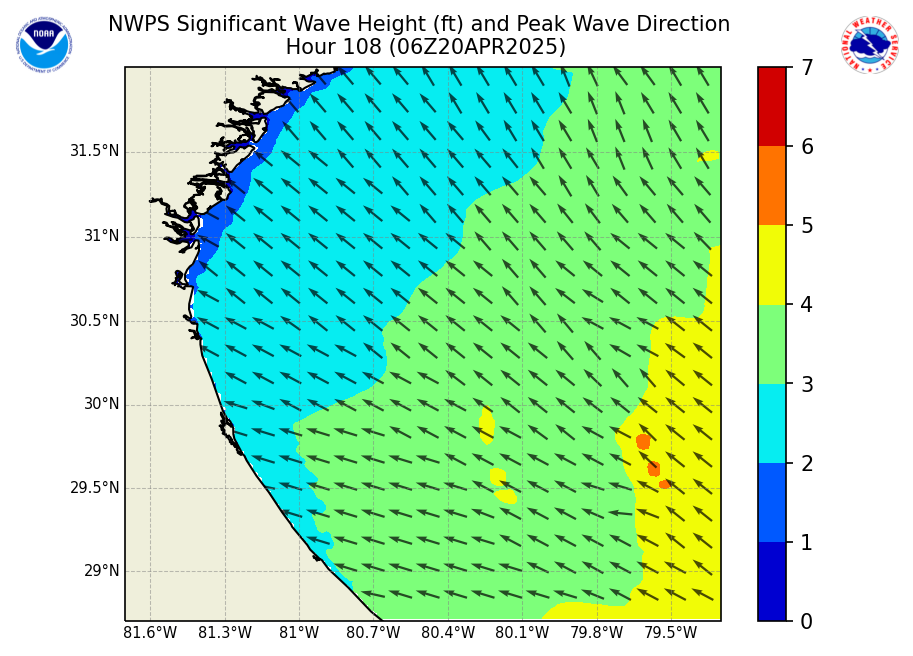 NWPS Significant Wave Height (ft) and Peak Wave Direction
Hour 108 (06Z20APR2025)
NOAA
NATIONAL WEATHER SERVICE
31.5°N
31°N
30.5°N
30°N
29.5°N
29°N
81.6°W 81.3°W 81°W 80.7°W 80.4°W 80.1°W 79.8°W 79.5°W
7
6
5
4
3
2
1
0